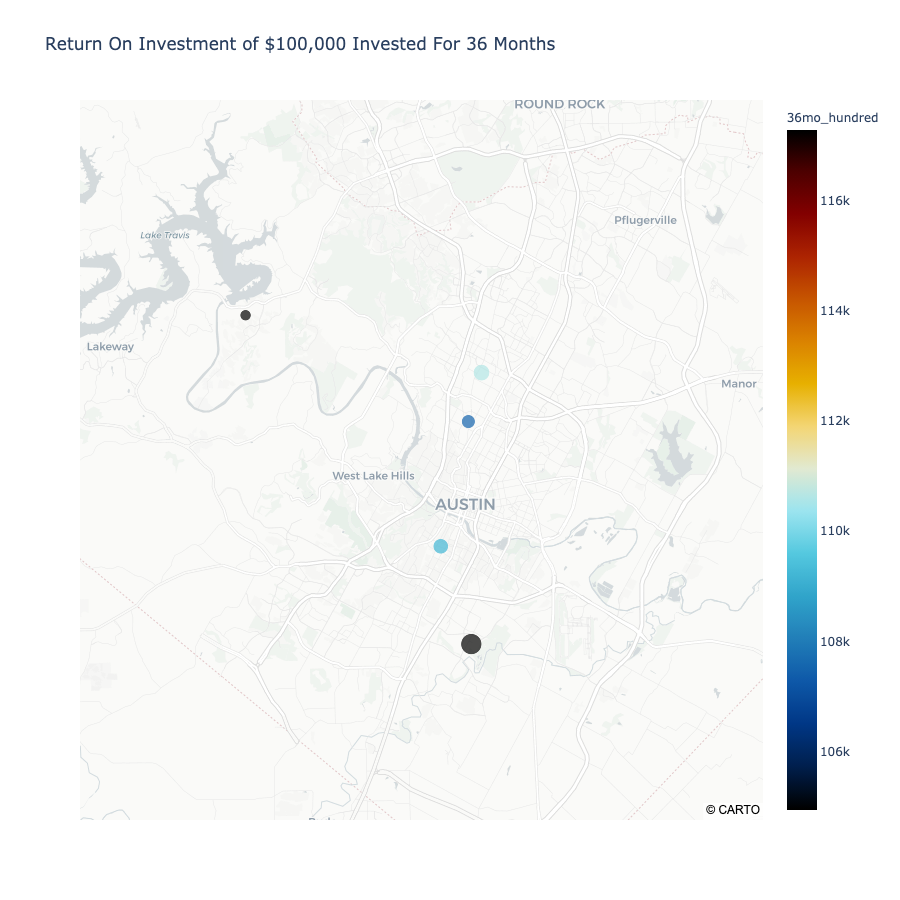 Return On Investment of $100,000 Invested For 36 Months
ROUND ROCK
36mo_hundred
116k
Pflugerville
Lake Travis
114k
Lakeway
Manor
112k
West Lake Hills
AUSTIN
110k
108k
106k
© CARTO